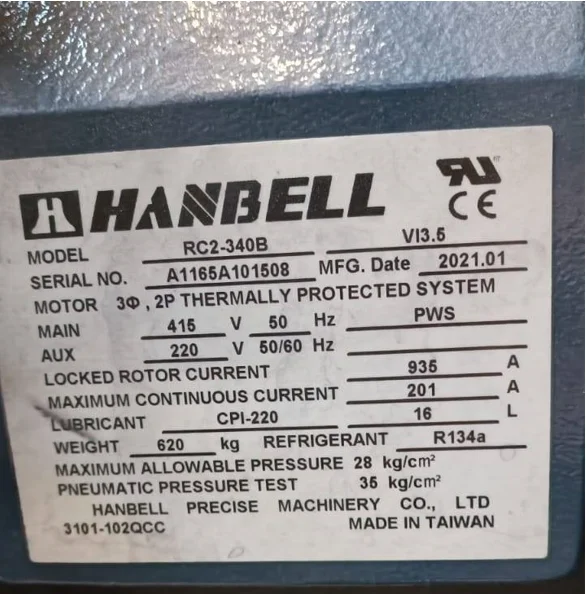 HANBELL
MODEL RC2-340B VI3.5
SERIAL NO. A1165A101508 MFG. Date 2021.01
MOTOR 3Φ, 2P THERMALLY PROTECTED SYSTEM
MAIN 415 V 50 Hz PWS
AUX 220 V 50/60 Hz
LOCKED ROTOR CURRENT 935 A
MAXIMUM CONTINUOUS CURRENT 201 A
LUBRICANT CPI-220 16 L
WEIGHT 620 kg REFRIGERANT R134a
MAXIMUM ALLOWABLE PRESSURE 28 kg/cm²
PNEUMATIC PRESSURE TEST 35 kg/cm²
HANBELL PRECISE MACHINERY CO., LTD
3101-102QCC MADE IN TAIWAN